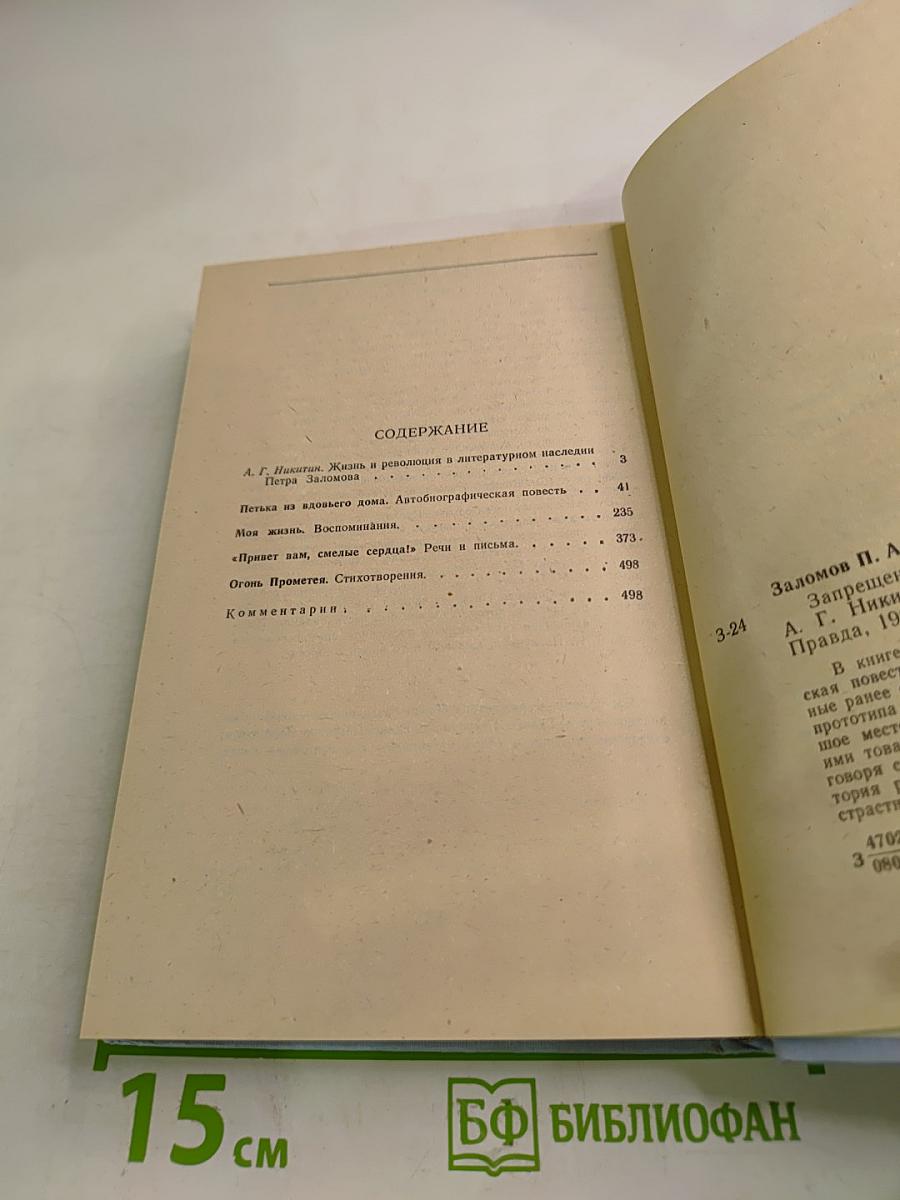 СОДЕРЖАНИЕ
А. Г. Никитин. Жизнь и революция в литературном наследии
Петра Заломова . . . . . . . . . . . . . . 3
Петька из вдовьего дома. Автобиографическая повесть . . 41
Моя жизнь. Воспоминания. . . . . . . . . . . . 235
«Привет вам, смелые сердца!» Речи и письма. . . . . . 373
Огонь Прометея. Стихотворения. . . . . . . . . . 498
Комментарии . . . . . . . . . . . . . . 498
Заломов П. А
Запрещен
3-24
А. Г. Ники
Правда, 19
В книге
ская повест
ные ранее
прототипа
шое мест
ими това
говоря с
тория
страст
3
470
080
15 см
БФ БИБЛИОФАН